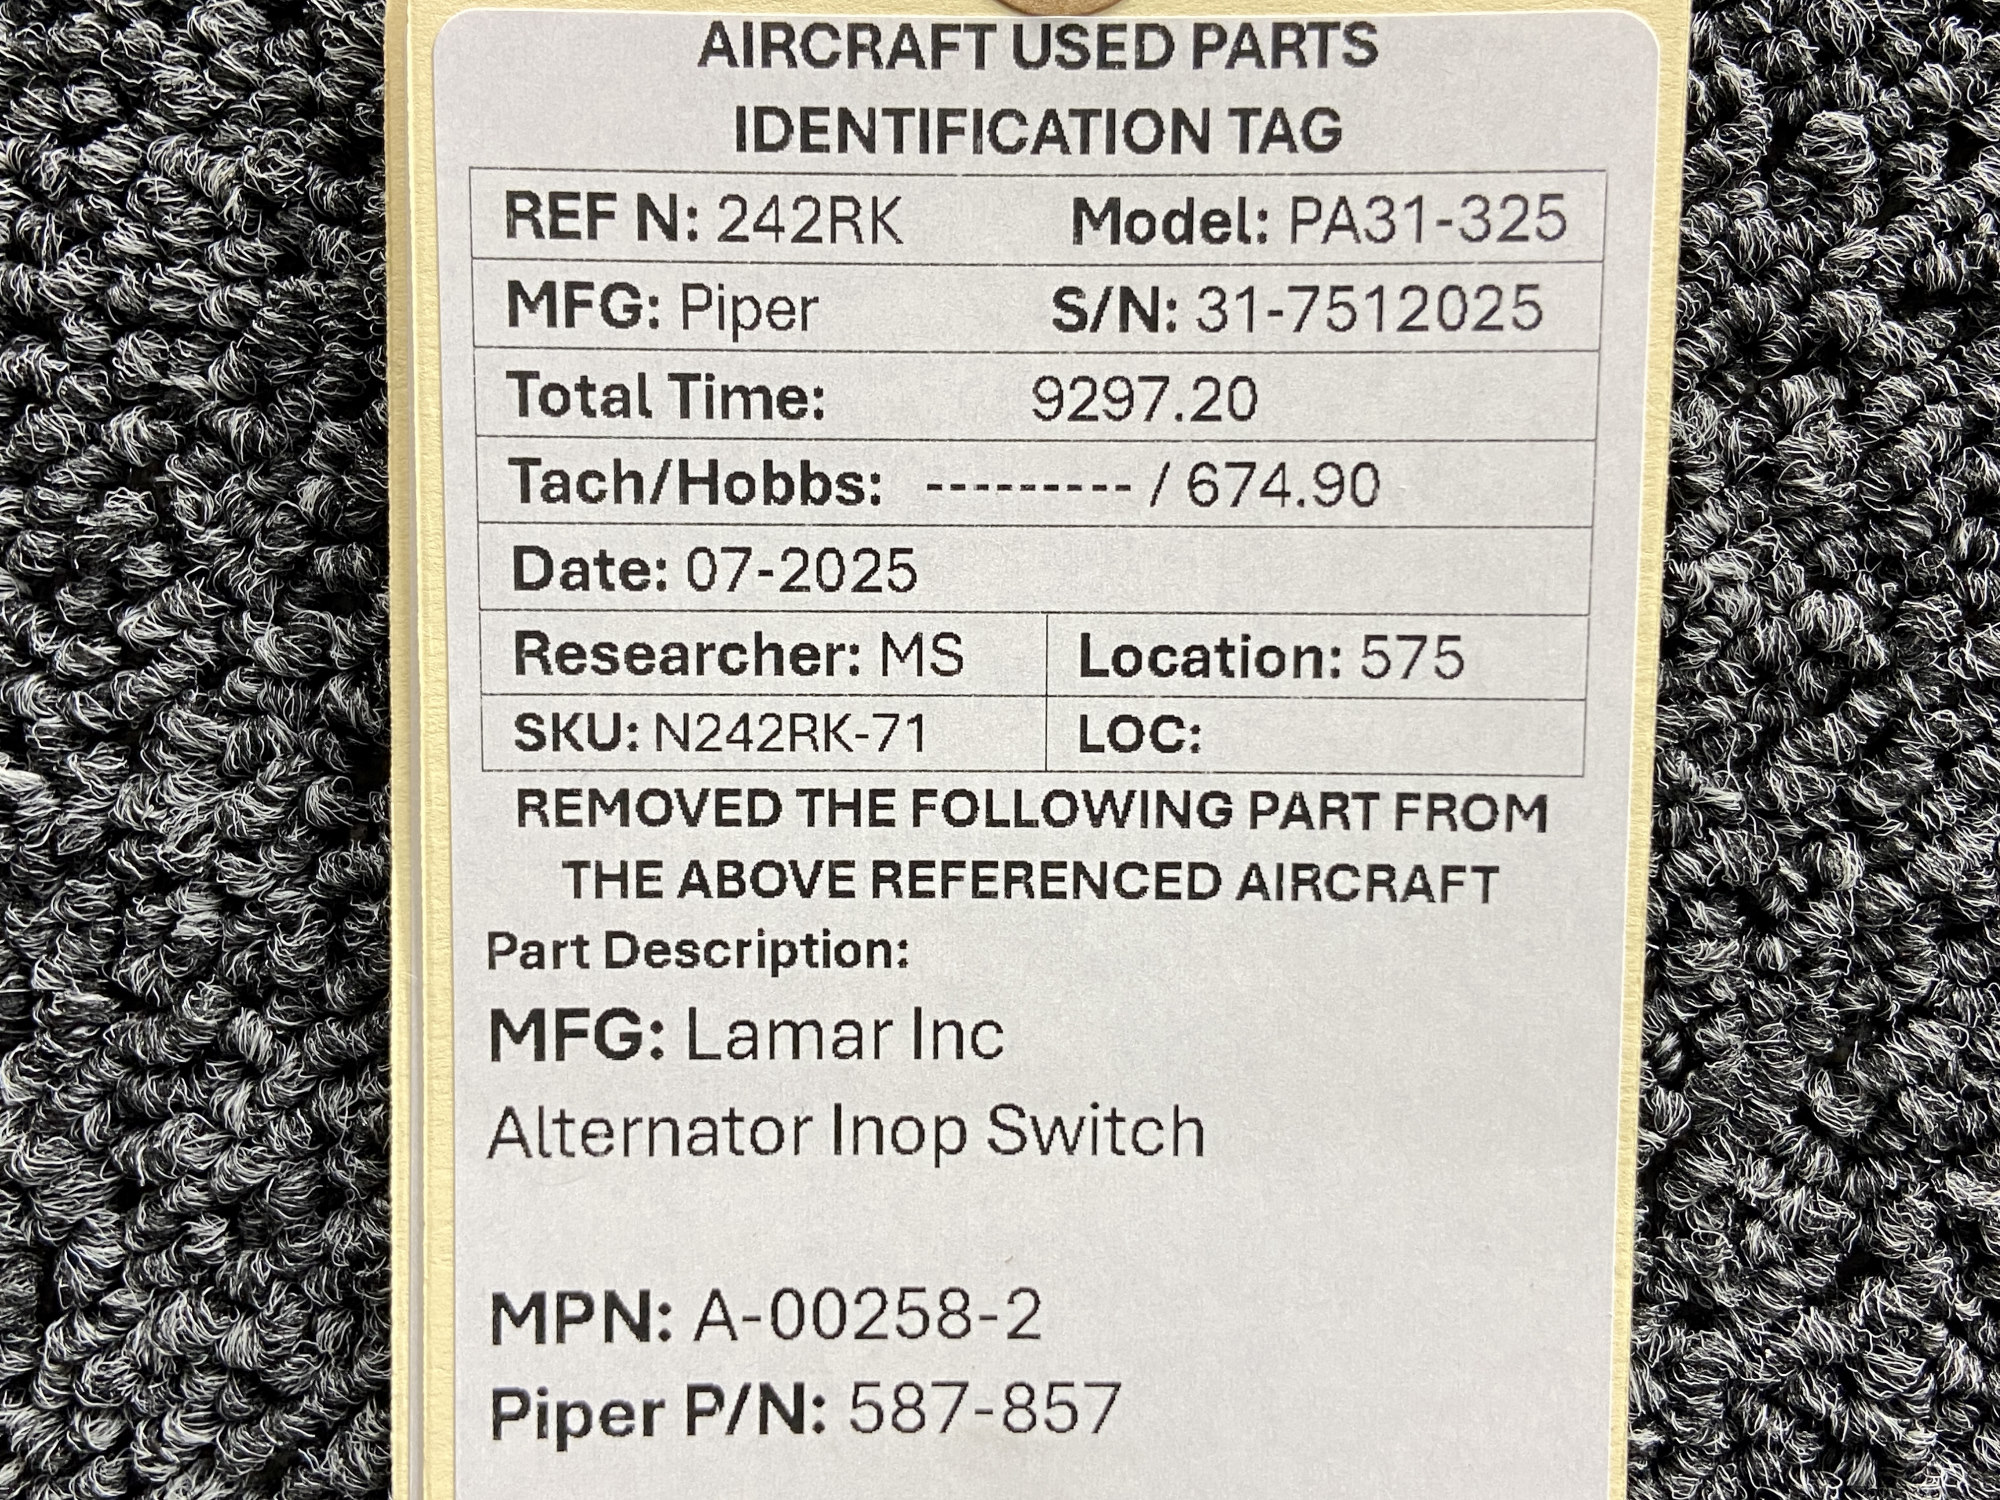 AIRCRAFT USED PARTS
IDENTIFICATION TAG
REF N: 242RK Model: PA31-325
MFG: Piper S/N: 31-7512025
Total Time: 9297.20
Tach/Hobbs: --------- / 674.90
Date: 07-2025
Researcher: MS Location: 575
SKU: N242RK-71 LOC:
REMOVED THE FOLLOWING PART FROM
THE ABOVE REFERENCED AIRCRAFT
Part Description:
MFG: Lamar Inc
Alternator Inop Switch
MPN: A-00258-2
Piper P/N: 587-857